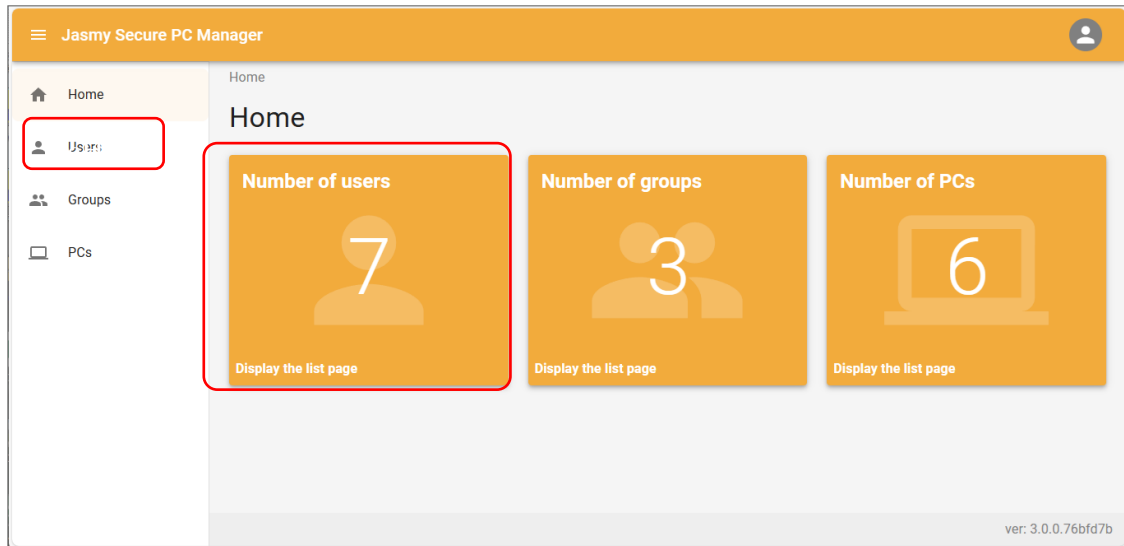 Jasmy Secure PC Manager
Home
Users
Groups
PCs
Home
Home
Number of users
7
Display the list page
Number of groups
3
Display the list page
Number of PCs
6
Display the list page
ver: 3.0.0.76bfd7b